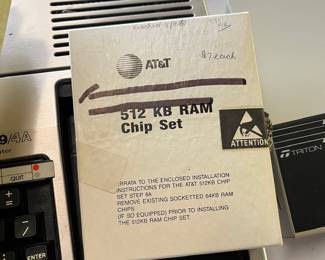 $7 each
AT&T
512 KB RAM
Chip Set
ATTENTION
9/4A
TRITON
QUIT
RRATA TO THE ENCLOSED INSTALLATION
INSTRUCTIONS FOR THE AT&T 512KB CHIP
SET STEP 6A
REMOVE EXISTING SOCKETTED 64KB RAM
CHIPS
(IF SO EQUIPPED) PRIOR TO INSTALLING
THE 512KB RAM CHIP SET.
ENTER